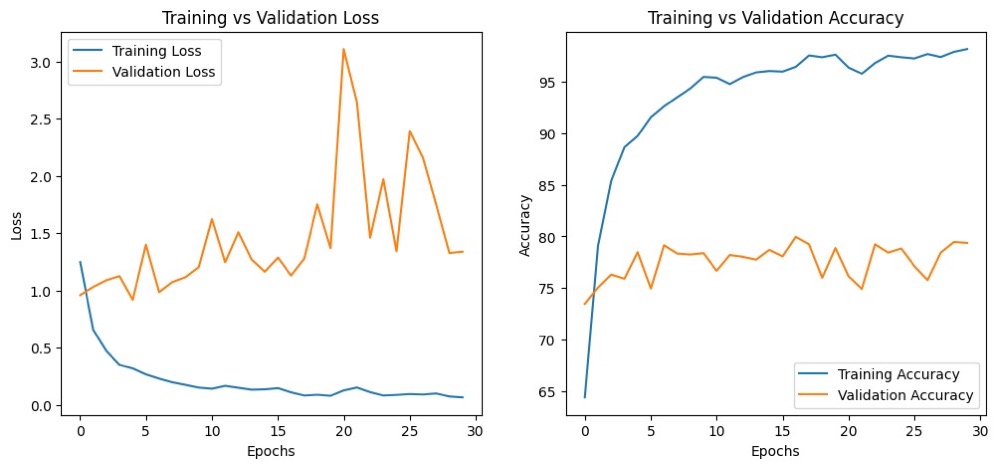 Training vs Validation Loss
Training Loss
Validation Loss
3.0
2.5
2.0
1.5
1.0
0.5
0.0
Loss
0 5 10 15 20 25 30
Epochs
Training vs Validation Accuracy
95
90
85
80
75
70
65
Accuracy
Training Accuracy
Validation Accuracy
0 5 10 15 20 25 30
Epochs